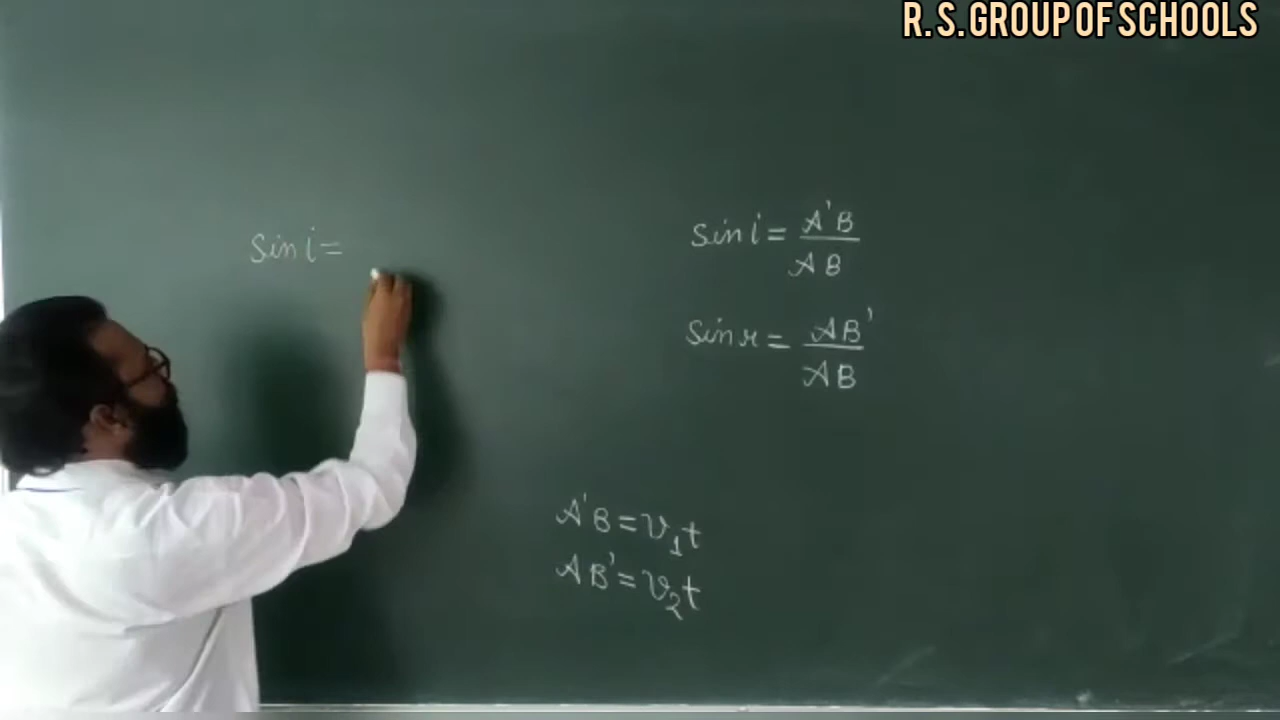 R. S. GROUP OF SCHOOLS
Sin i =
Sin i = A'B / AB
Sin r = AB' / AB
A'B = v₁t
AB' = v₂t